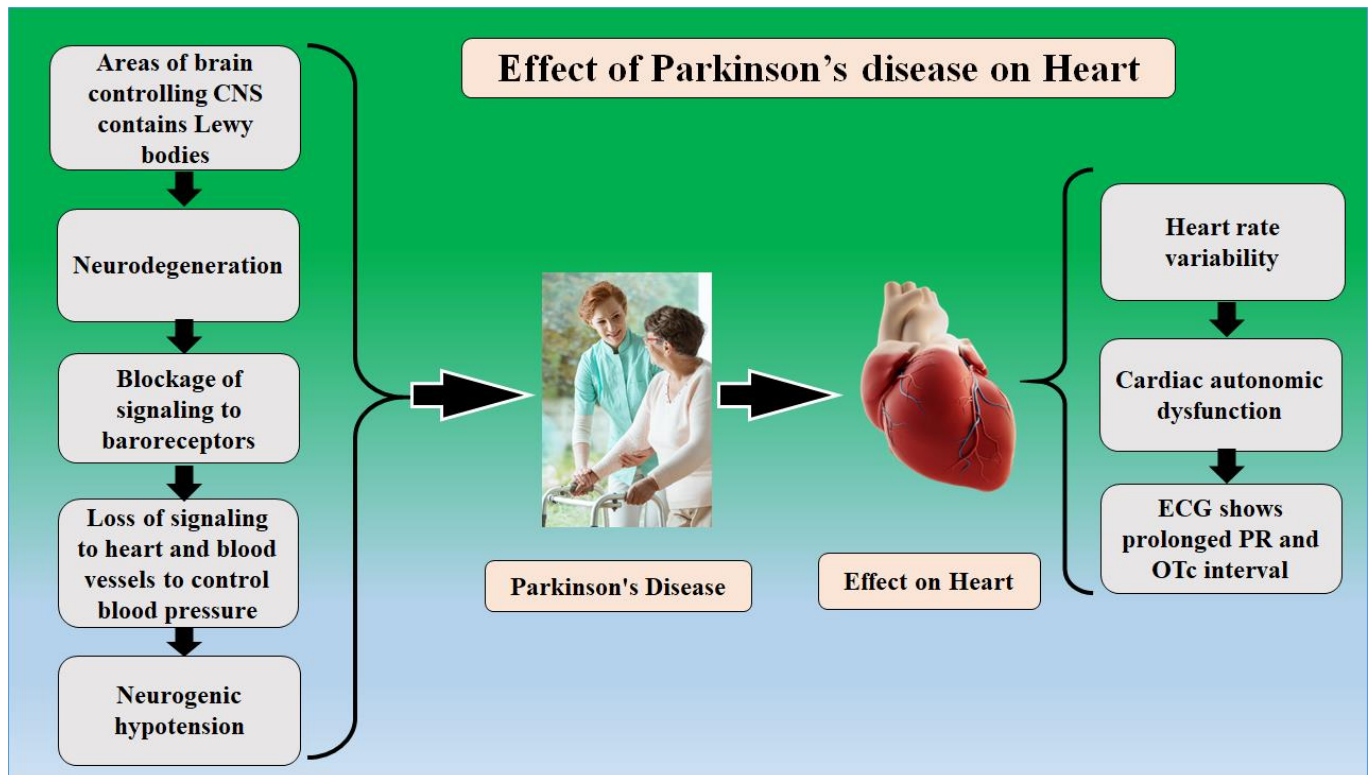 Effect of Parkinson’s disease on Heart
Areas of brain
controlling CNS
contains Lewy
bodies
Neurodegeneration
Blockage of
signaling to
baroreceptors
Loss of signaling
to heart and blood
vessels to control
blood pressure
Neurogenic
hypotension
Parkinson's Disease
Effect on Heart
Heart rate
variability
Cardiac autonomic
dysfunction
ECG shows
prolonged PR and
OTc interval